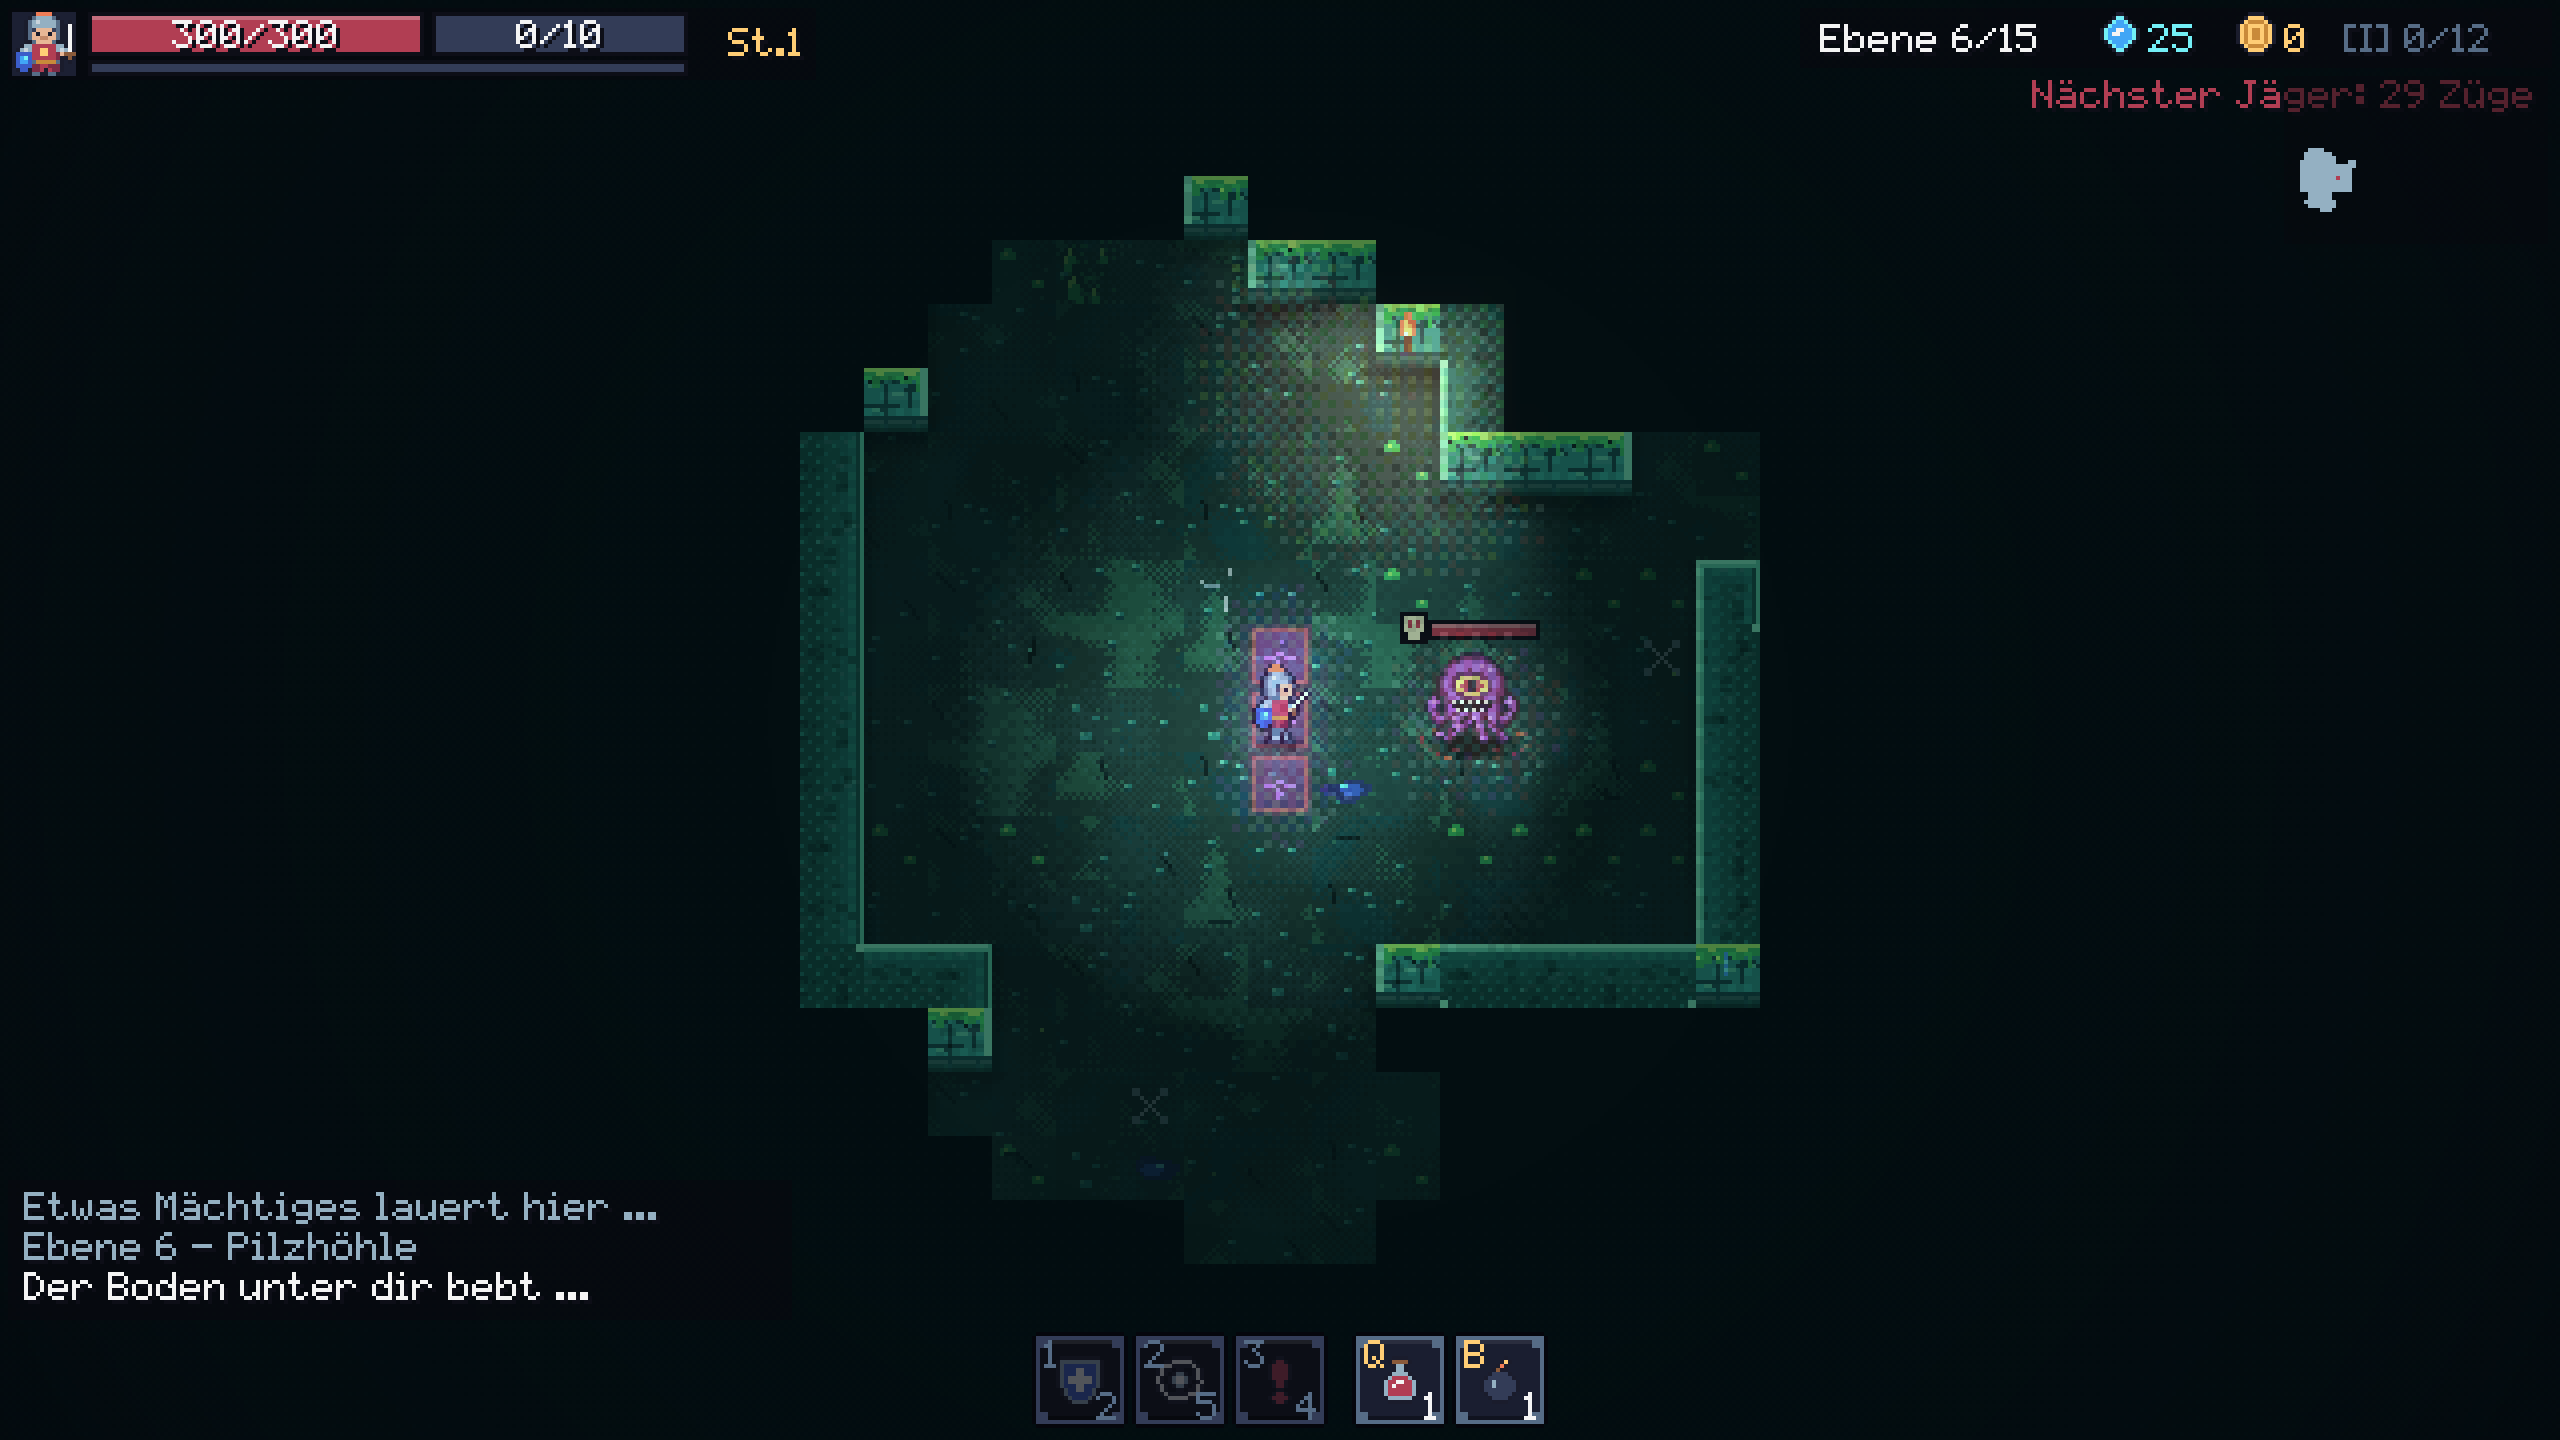 300/300 0/10 St.1 Ebene 6/15 25 0 [I] 0/12
Nächster Jäger: 29 Züge
Etwas Mächtiges lauert hier ...
Ebene 6 - Pilzhöhle
Der Boden unter dir bebt ...
1 2 3 Q B
2 5 4 1 1